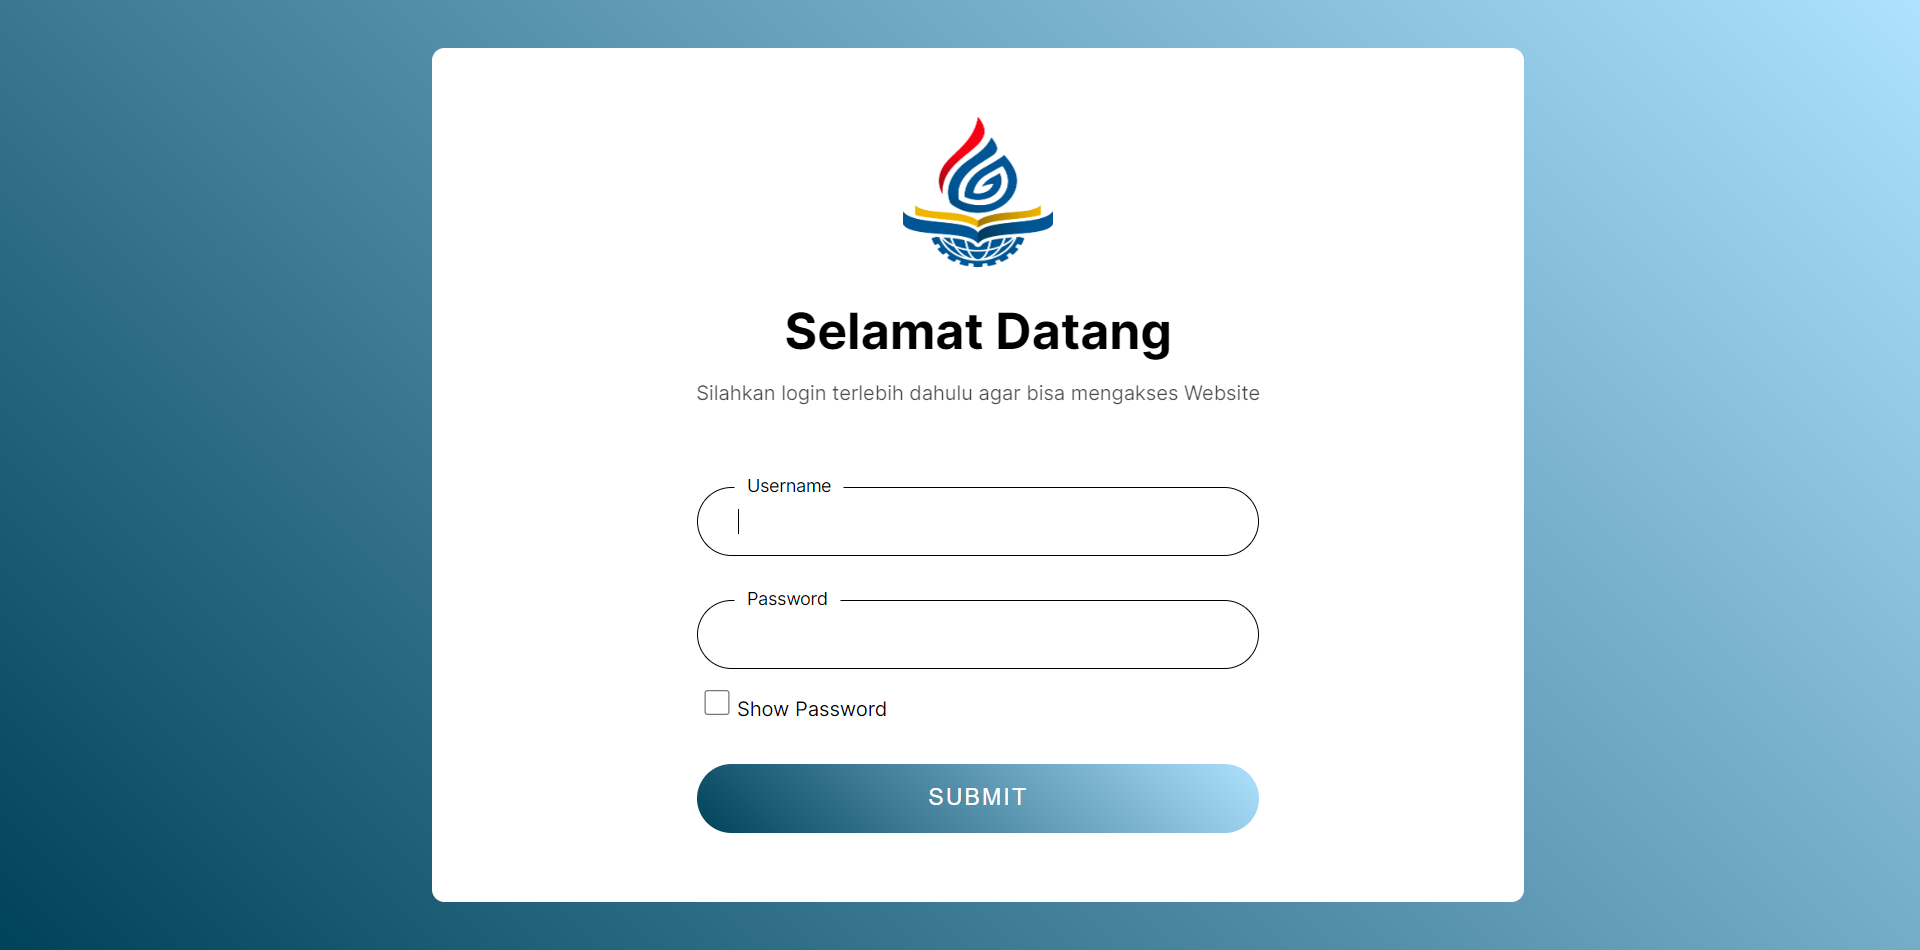 Selamat Datang
Silahkan login terlebih dahulu agar bisa mengakses Website
Username
Password
Show Password
SUBMIT